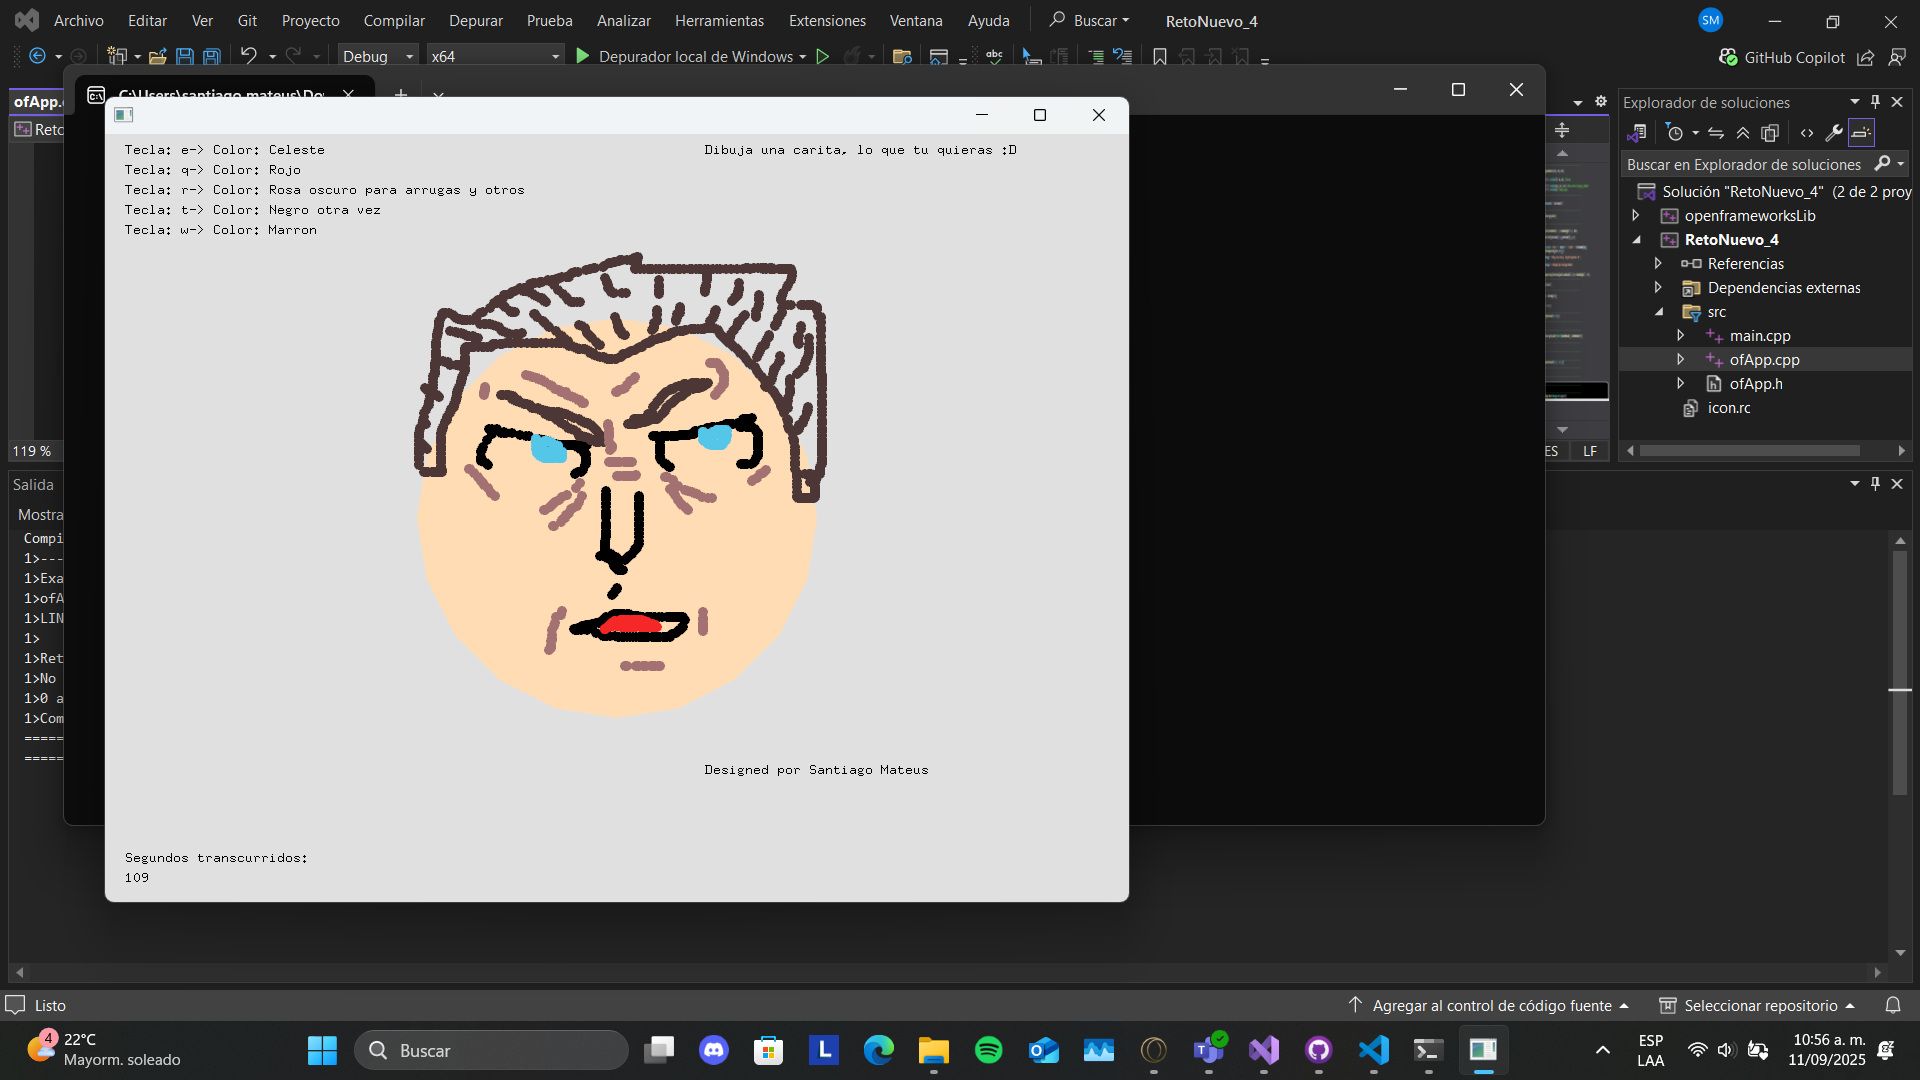 Archivo Editar Ver Git Proyecto Compilar Depurar Prueba Analizar Herramientas Extensiones Ventana Ayuda Buscar RetoNuevo_4 SM
Debug x64 Depurador local de Windows GitHub Copilot
C:\Users\santiago.mateus\Do
Tecla: e-> Color: Celeste
Tecla: q-> Color: Rojo
Tecla: r-> Color: Rosa oscuro para arrugas y otros
Tecla: t-> Color: Negro otra vez
Tecla: w-> Color: Marron
Dibuja una carita, lo que tu quieras :D
Designed por Santiago Mateus
Segundos transcurridos:
109
ofApp.
Reto
119 %
ES LF
Explorador de soluciones
Buscar en Explorador de soluciones
Solución "RetoNuevo_4" (2 de 2 proy
openframeworksLib
RetoNuevo_4
Referencias
Dependencias externas
src
main.cpp
ofApp.cpp
ofApp.h
icon.rc
Salida
Mostra
Compi
1>---
1>Exa
1>ofA
1>LIN
1>
1>Ret
1>No
1>0 a
1>Com
=====
=====
Listo
Agregar al control de código fuente Seleccionar repositorio
4
22°C
Mayorm. soleado
Buscar
ESP
LAA
10:56 a. m.
11/09/2025